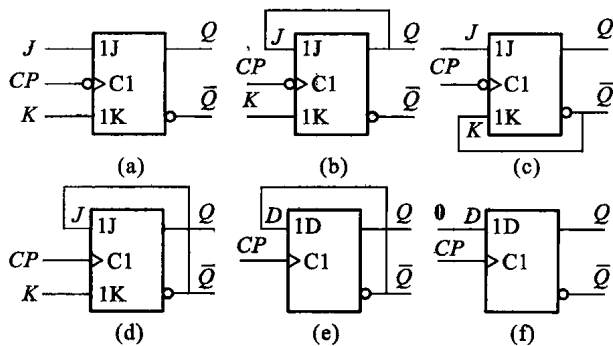 J 1J Q
CP C1
K 1K Q̅
(a)
J 1J Q
CP C1
K 1K Q̅
(b)
J 1J Q
CP C1
K 1K Q̅
(c)
J 1J Q
CP C1
K 1K Q̅
(d)
D 1D Q
CP C1
Q̅
(e)
0 D 1D Q
CP C1
Q̅
(f)